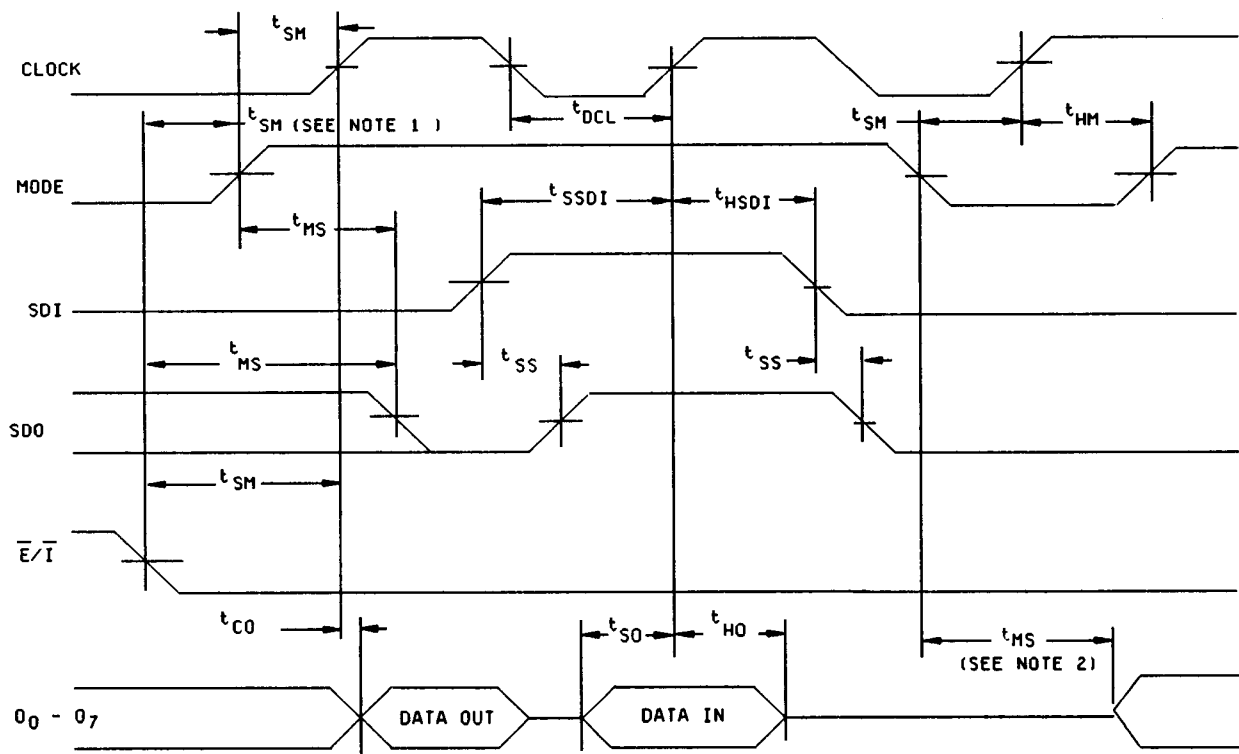 tSM
CLOCK
tSM (SEE NOTE 1 )
tDCL
tSM
tHM
MODE
tSSDI
tHSDI
tMS
SDI
tMS
tSS
tSS
SDO
tSM
E̅/I̅
tCO
tSO
tHO
tMS
(SEE NOTE 2)
O0 - O7
DATA OUT
DATA IN